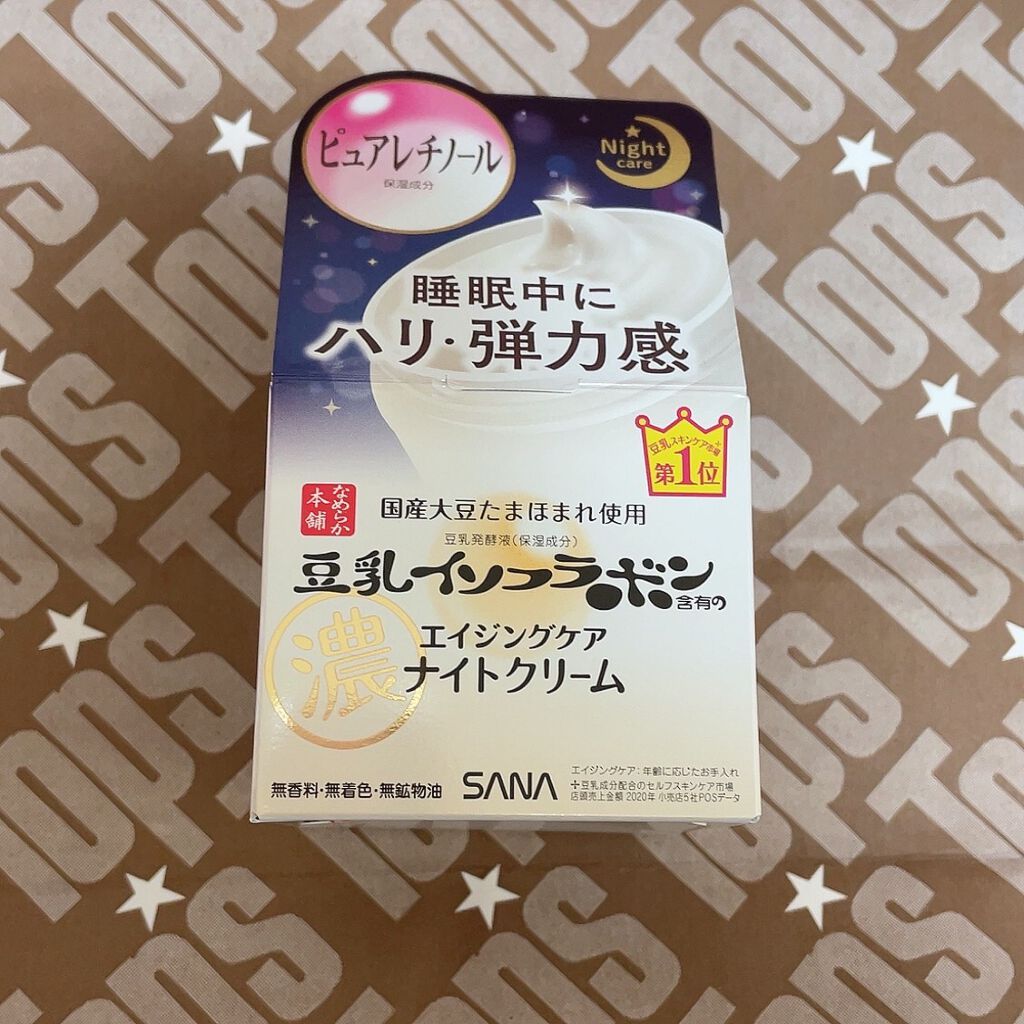 ピュアレチノール
保湿成分
Night
care
睡眠中に
ハリ・弾力感
豆乳スキンケア市場✢
第1位
なめらか
本舗
国産大豆たまほまれ使用
豆乳発酵液(保湿成分)
豆乳イソフラボン
含有の
濃
エイジングケア
ナイトクリーム
無香料・無着色・無鉱物油
SANA
エイジングケア:年齢に応じたお手入れ
✢豆乳成分配合のセルフスキンケア市場
店頭売上金額 2020年 小売店5社POSデータ
TOPS
TOPS
TOPS
TOPS
TOPS
TOPS
TOPS
TOPS